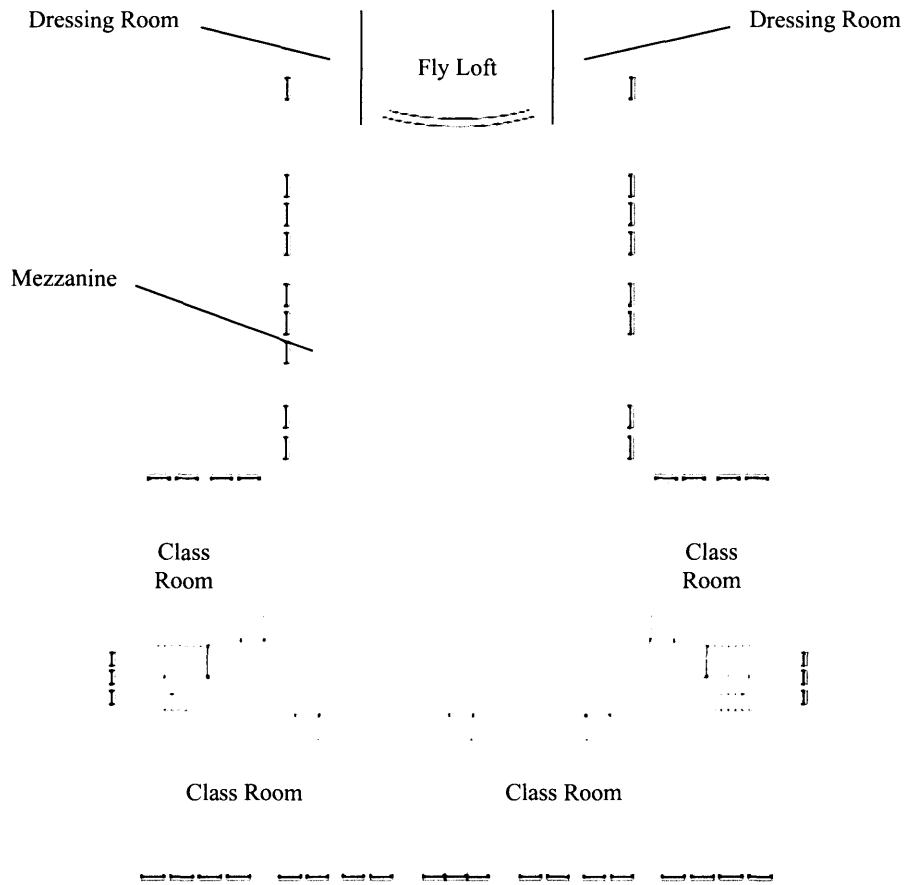 Dressing Room
Dressing Room
Fly Loft
Mezzanine
Class
Room
Class
Room
Class Room
Class Room